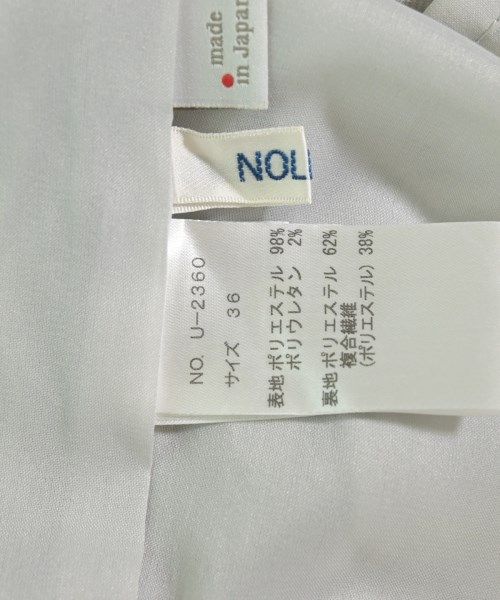 made
in Japan
NOL
NO. U-2360
サイズ 36
表地 ポリエステル 98%
ポリウレタン 2%
裏地 ポリエステル 62%
複合繊維
(ポリエステル) 38%